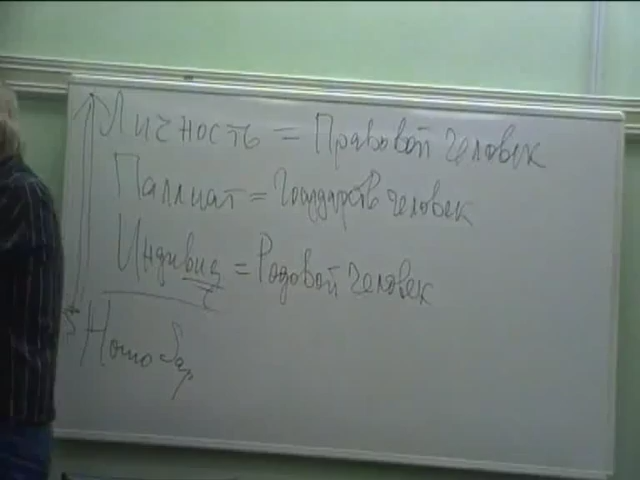 Личность = Правовой человек
Паллиат = Государств человек
Индивид = Родовой человек
Homo Sap